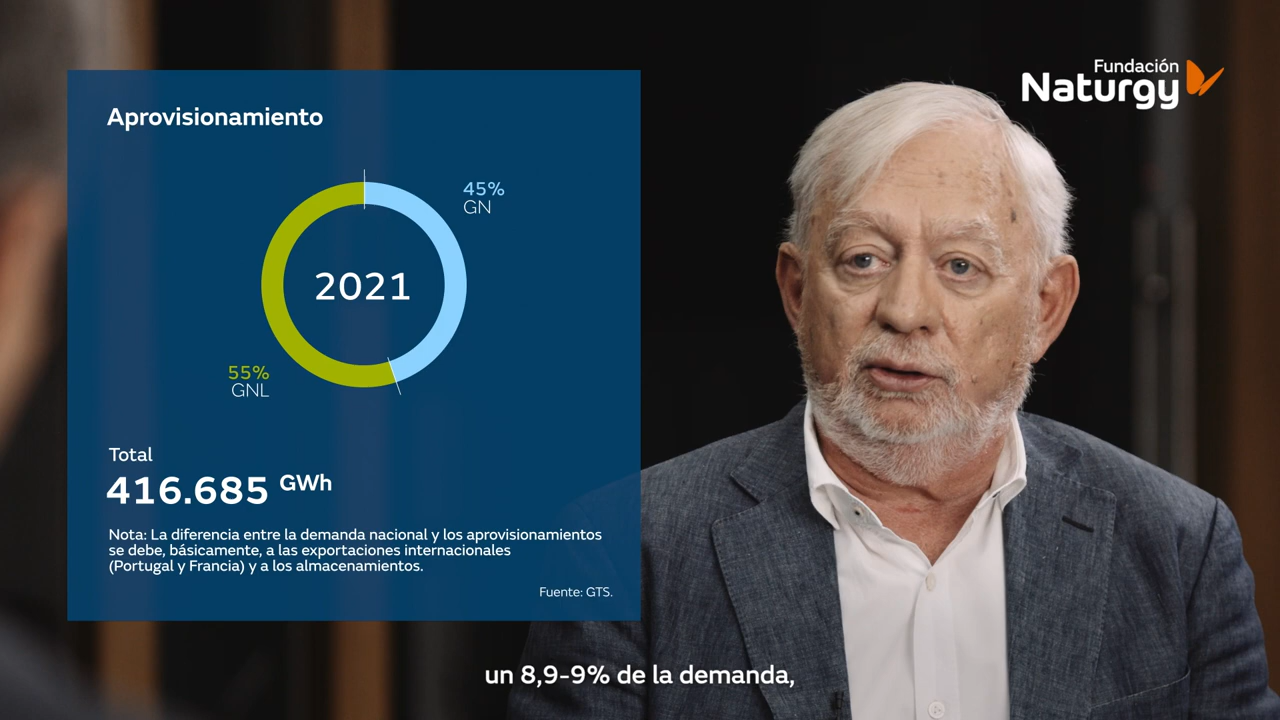 Fundación
Naturgy
Aprovisionamiento
45%
GN
2021
55%
GNL
Total
416.685 GWh
Nota: La diferencia entre la demanda nacional y los aprovisionamientos
se debe, básicamente, a las exportaciones internacionales
(Portugal y Francia) y a los almacenamientos.
Fuente: GTS.
un 8,9-9% de la demanda,